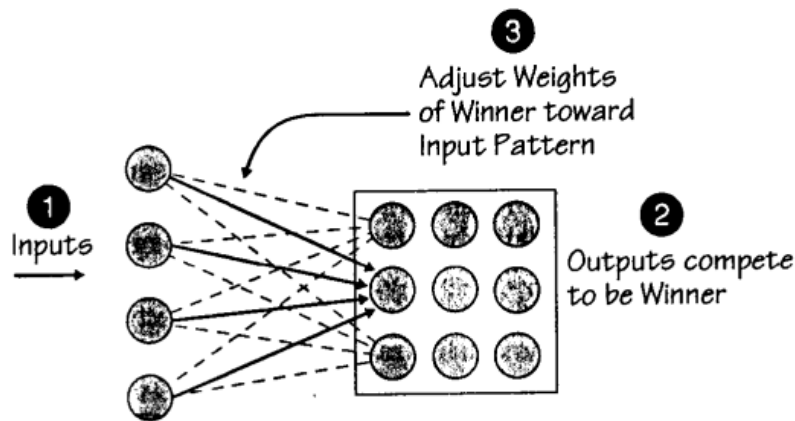 3
Adjust Weights
of Winner toward
Input Pattern
1
Inputs
2
Outputs compete
to be Winner